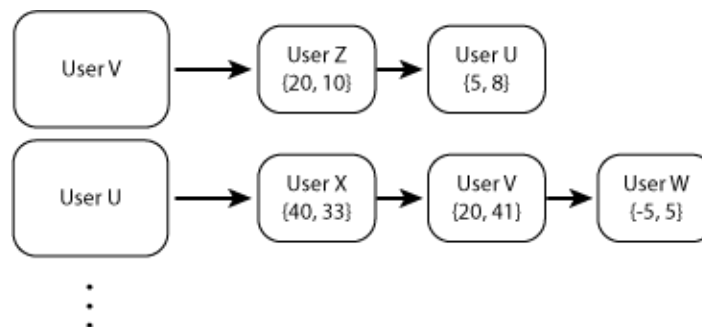 User V
User Z
{20, 10}
User U
{5, 8}
User U
User X
{40, 33}
User V
{20, 41}
User W
{-5, 5}